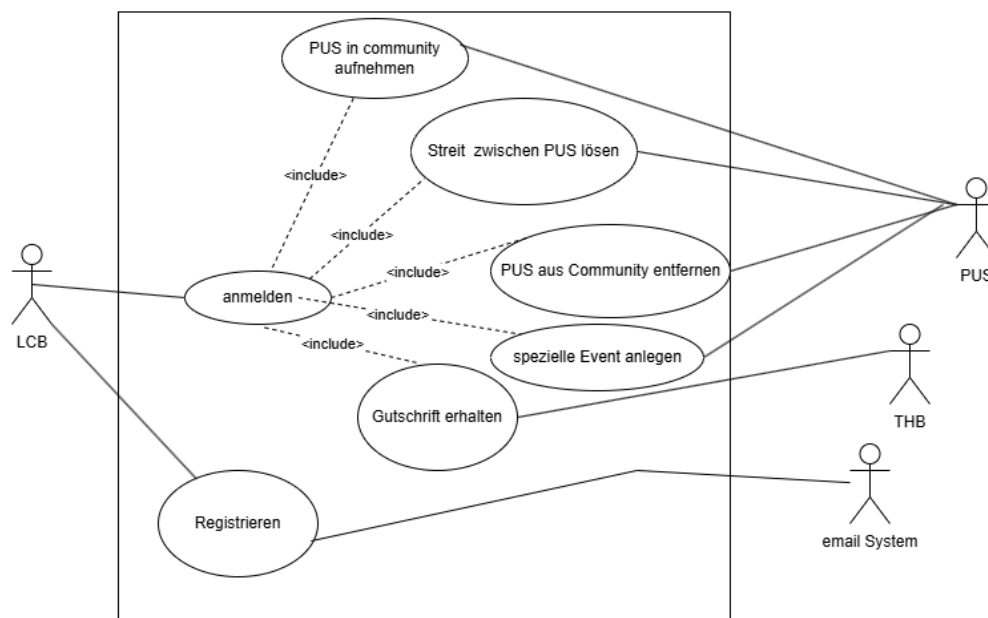 PUS in community
aufnehmen
Streit zwischen PUS lösen
<include>
<include>
PUS aus Community entfernen
<include>
anmelden
<include>
spezielle Event anlegen
<include>
Gutschrift erhalten
Registrieren
LCB
PUS
THB
email System